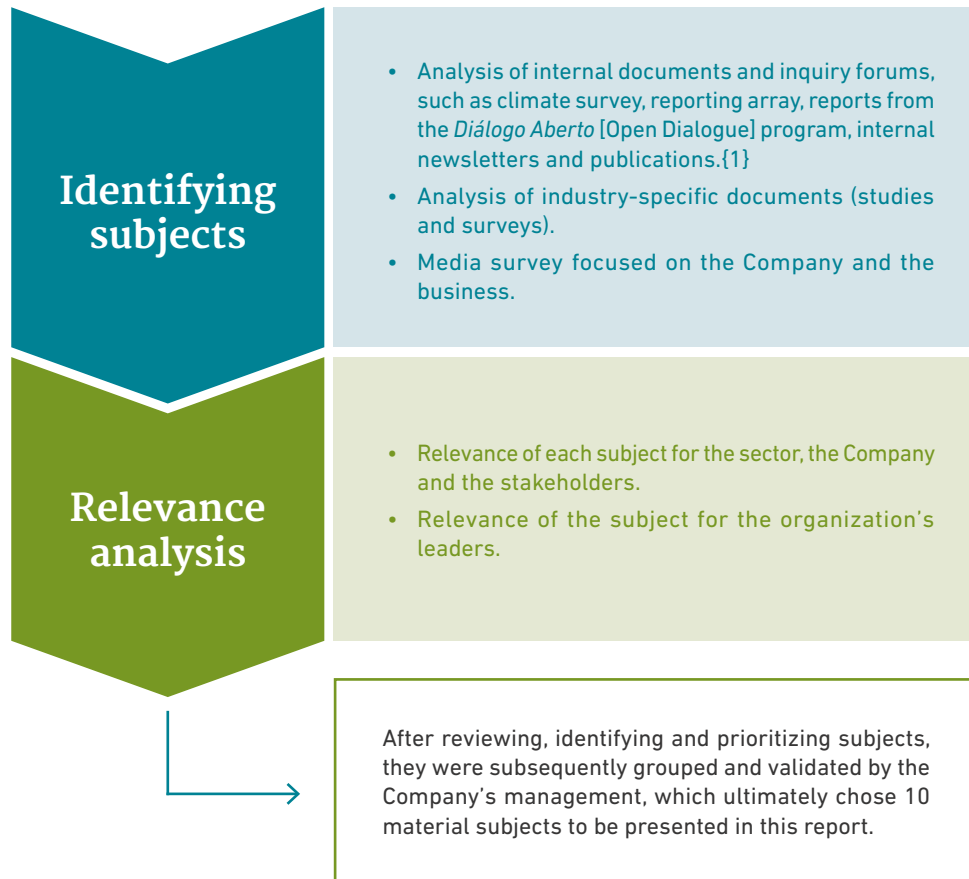 Identifying
subjects
• Analysis of internal documents and inquiry forums,
such as climate survey, reporting array, reports from
the Diálogo Aberto [Open Dialogue] program, internal
newsletters and publications.{1}
• Analysis of industry-specific documents (studies
and surveys).
• Media survey focused on the Company and the
business.
Relevance
analysis
• Relevance of each subject for the sector, the Company
and the stakeholders.
• Relevance of the subject for the organization’s
leaders.
After reviewing, identifying and prioritizing subjects,
they were subsequently grouped and validated by the
Company’s management, which ultimately chose 10
material subjects to be presented in this report.